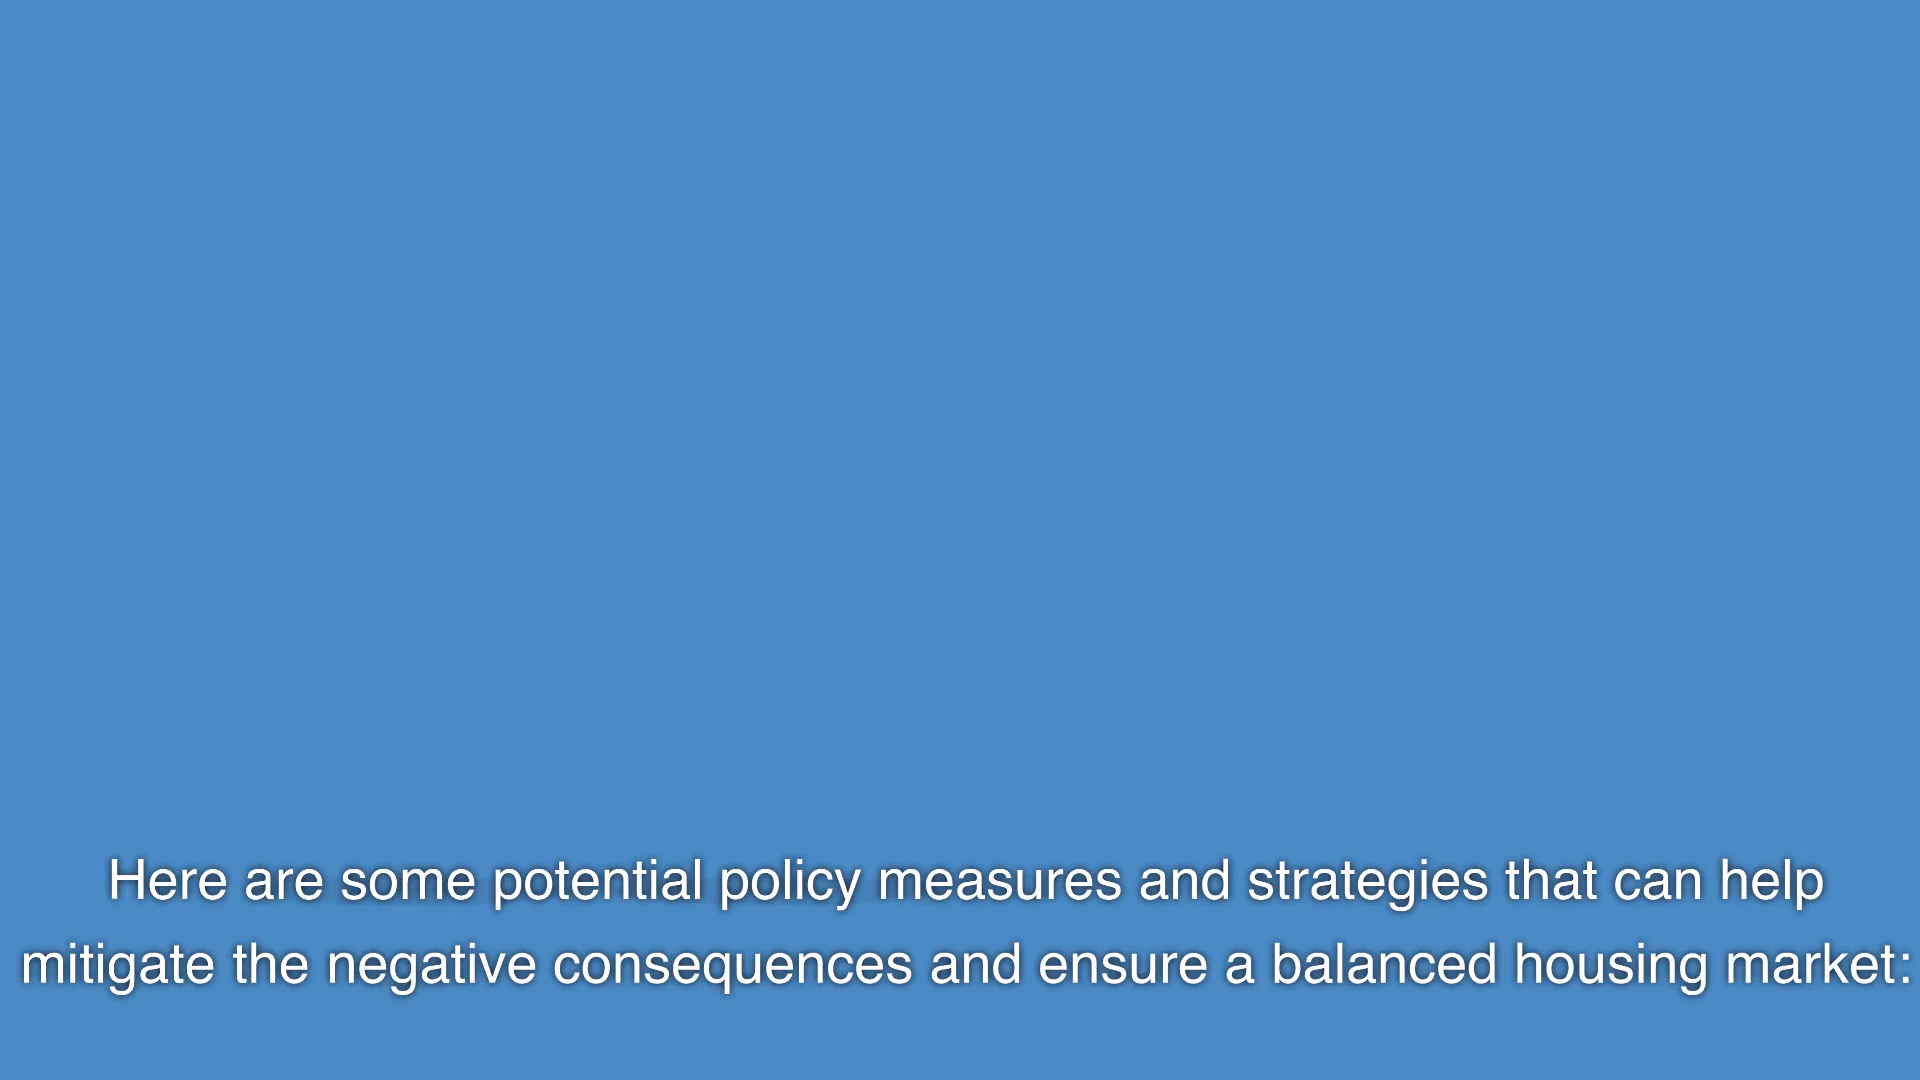 Here are some potential policy measures and strategies that can help
mitigate the negative consequences and ensure a balanced housing market: